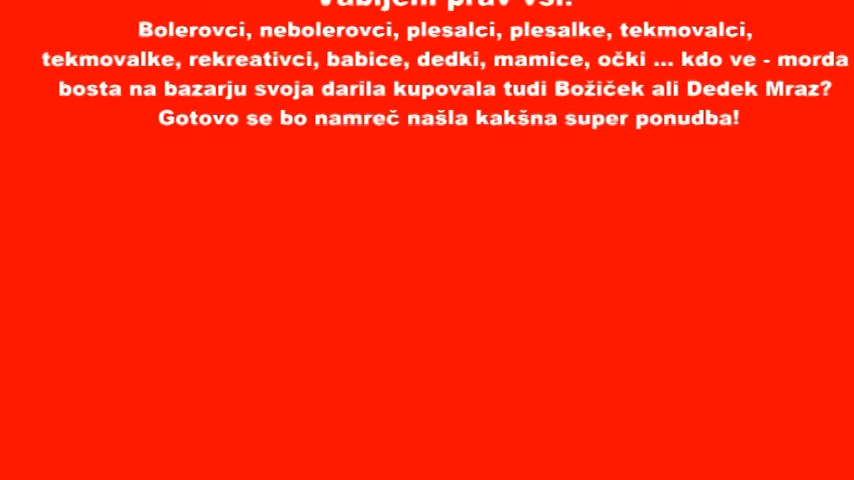 Vabljeni prav vsi!
Bolerovci, nebolerovci, plesalci, plesalke, tekmovalci,
tekmovalke, rekreativci, babice, dedki, mamice, očki ... kdo ve - morda
bosta na bazarju svoja darila kupovala tudi Božiček ali Dedek Mraz?
Gotovo se bo namreč našla kakšna super ponudba!